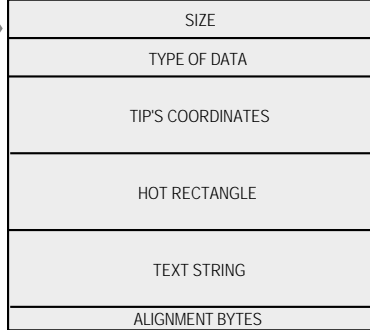 SIZE
TYPE OF DATA
TIP'S COORDINATES
HOT RECTANGLE
TEXT STRING
ALIGNMENT BYTES